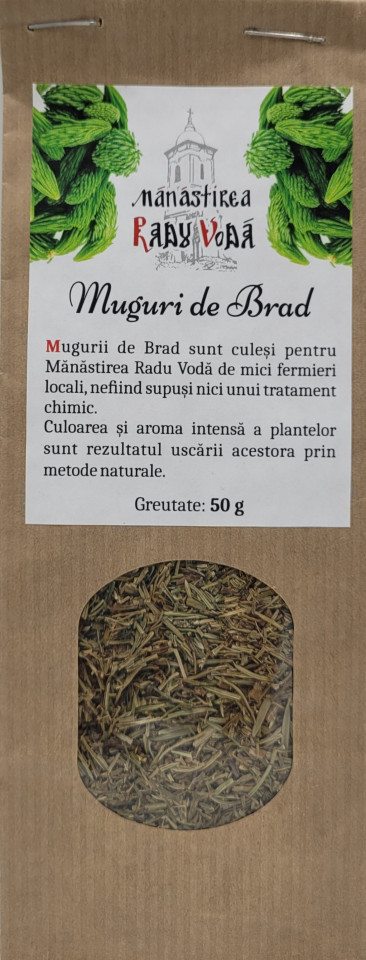 Mănăstirea
Radu Vodă
Muguri de Brad
Mugurii de Brad sunt culeși pentru
Mănăstirea Radu Vodă de mici fermieri
locali, nefiind supuși nici unui tratament
chimic.
Culoarea și aroma intensă a plantelor
sunt rezultatul uscării acestora prin
metode naturale.
Greutate: 50 g